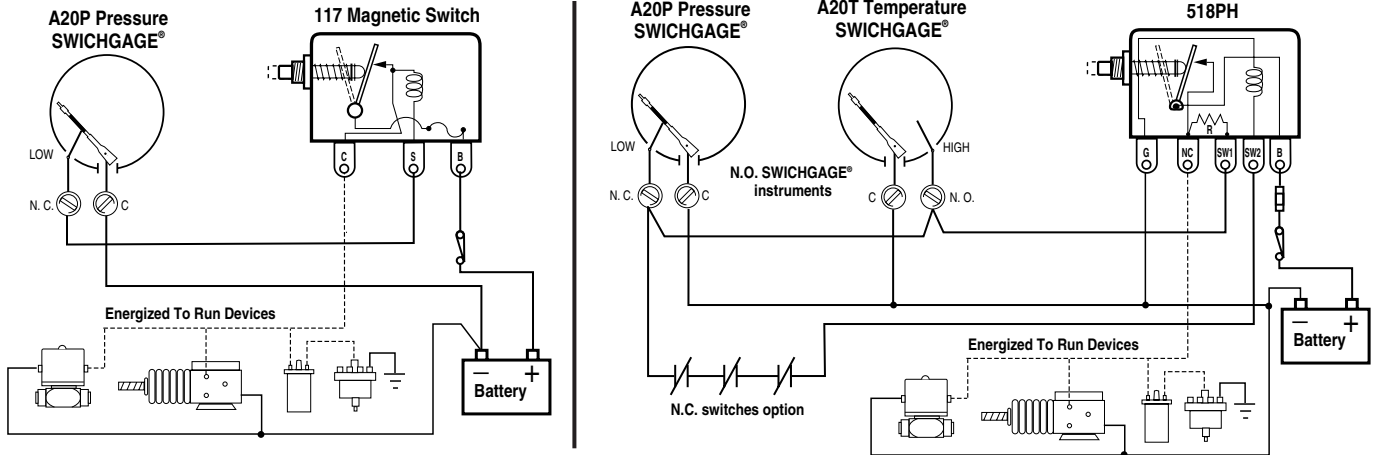 A20P Pressure
SWICHGAGE®
117 Magnetic Switch
LOW
N. C.
C
C
S
B
Energized To Run Devices
Battery
A20P Pressure
SWICHGAGE®
A20T Temperature
SWICHGAGE®
518PH
LOW
HIGH
N.O. SWICHGAGE®
instruments
N. C.
C
C
N. O.
R
G
NC
SW1
SW2
B
Battery
Energized To Run Devices
N.C. switches option